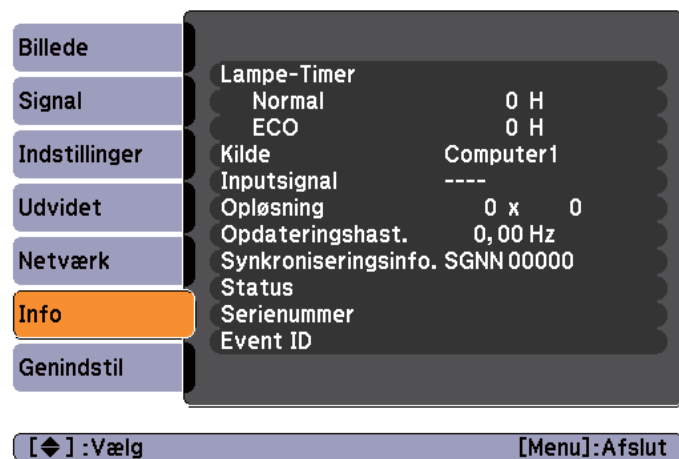 Billede
Signal
Indstillinger
Udvidet
Netværk
Info
Genindstil
Lampe-Timer
Normal 0 H
ECO 0 H
Kilde Computer1
Inputsignal ----
Opløsning 0 x 0
Opdateringshast. 0,00 Hz
Synkroniseringsinfo. SGNN 00000
Status
Serienummer
Event ID
[◆] :Vælg [Menu]:Afslut